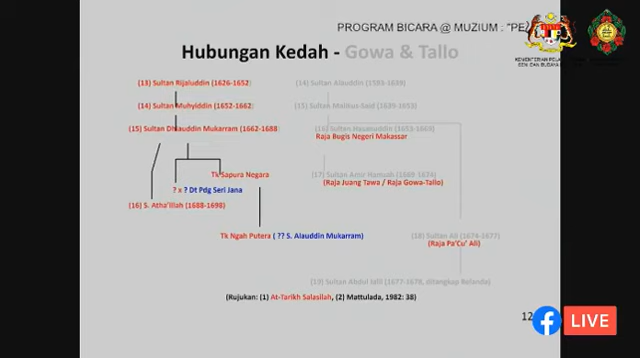 PROGRAM BICARA @ MUZIUM : "PE
KEMENTERIAN PELANCONGAN
SENI DAN BUDAYA
Hubungan Kedah - Gowa & Tallo
(13) Sultan Rijaluddin (1626-1652)
(14) Sultan Alauddin (1593-1639)
(14) Sultan Muhyiddin (1652-1662)
(15) Sultan Malikus Said (1639-1653)
(15) Sultan Dhiauddin Mukarram (1662-1688)
(16) Sultan Hasanuddin (1653-1669)
Raja Bugis Negeri Makassar
Tk Sapura Negara
(17) Sultan Amir Hamzah (1669-1674)
(Raja Juang Tawa / Raja Gowa-Tallo)
? x ? Dt Pdg Seri Jana
(16) S. Atha'illah (1688-1698)
Tk Ngah Putera ( ?? S. Alauddin Mukarram)
(18) Sultan Ali (1674-1677)
(Raja Pa'Cu' Ali)
(19) Sultan Abdul Jalil (1677-1678, ditangkap Belanda)
(Rujukan: (1) At-Tarikh Salasilah, (2) Mattulada, 1982: 38)
12
LIVE